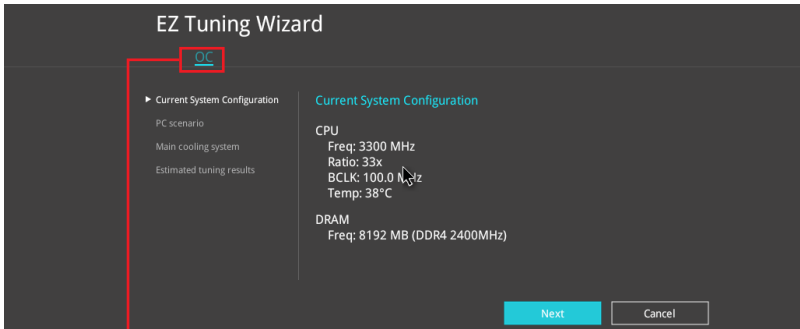 EZ Tuning Wizard
OC
Current System Configuration
PC scenario
Main cooling system
Estimated tuning results
Current System Configuration
CPU
Freq: 3300 MHz
Ratio: 33x
BCLK: 100.0 MHz
Temp: 38°C
DRAM
Freq: 8192 MB (DDR4 2400MHz)
Next
Cancel